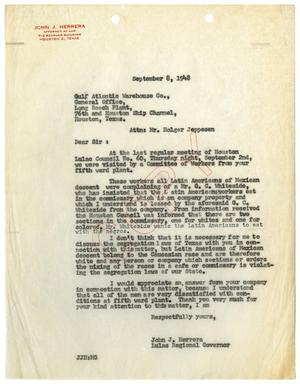 JOHN J. HERRERA
ATTORNEY AT LAW
HOUSTON 2, TEXAS
September 8, 1948
Gulf Atlantic Warehouse Co.,
General Office,
Long Reach Plant,
76th and Houston Ship Channel,
Houston, Texas.
Attn: Mr. Holger Jeppesen
Dear Sir:
At the last regular meeting of Houston
Lulac Council No. 60, Thursday night, September 2nd,
we were visited by a Committee of Workers from your
fifth ward plant.
These workers all Latin Americans of Mexican
descent were complaining of a Mr. G. C. Whiteside,
who has insisted that the Latin American workers eat
in the commissary which is on company property and
which I understand is leased by the aforesaid G. C.
Whiteside from the company. From information received
the Houston Council was informed that there are two
sections in the commissary, one for whites and one for
colored. Mr. Whiteside wants the Latin Americans to eat
with the negros.
I don't think that it is necessary for me to
discuss the segregation laws of Texas with you in con-
nection with this matter, but Latin Americans of Mexican
descent belong to the Caucasian race and are therefore
white and any person or company which sections or orders
the mixing of the races in a cafe or commissary is violat-
ing the segregation laws of our State.
I would appreciate an answer form your company
in connection with this matter, because I understand
that all of the men are very dissatisfied with con-
ditions at fifth ward plant. Thank you very much for
your kind attention to this matter, I am
Respectfully yours,
John J. Herrera
Lulac Regional Governor
JJH:MG